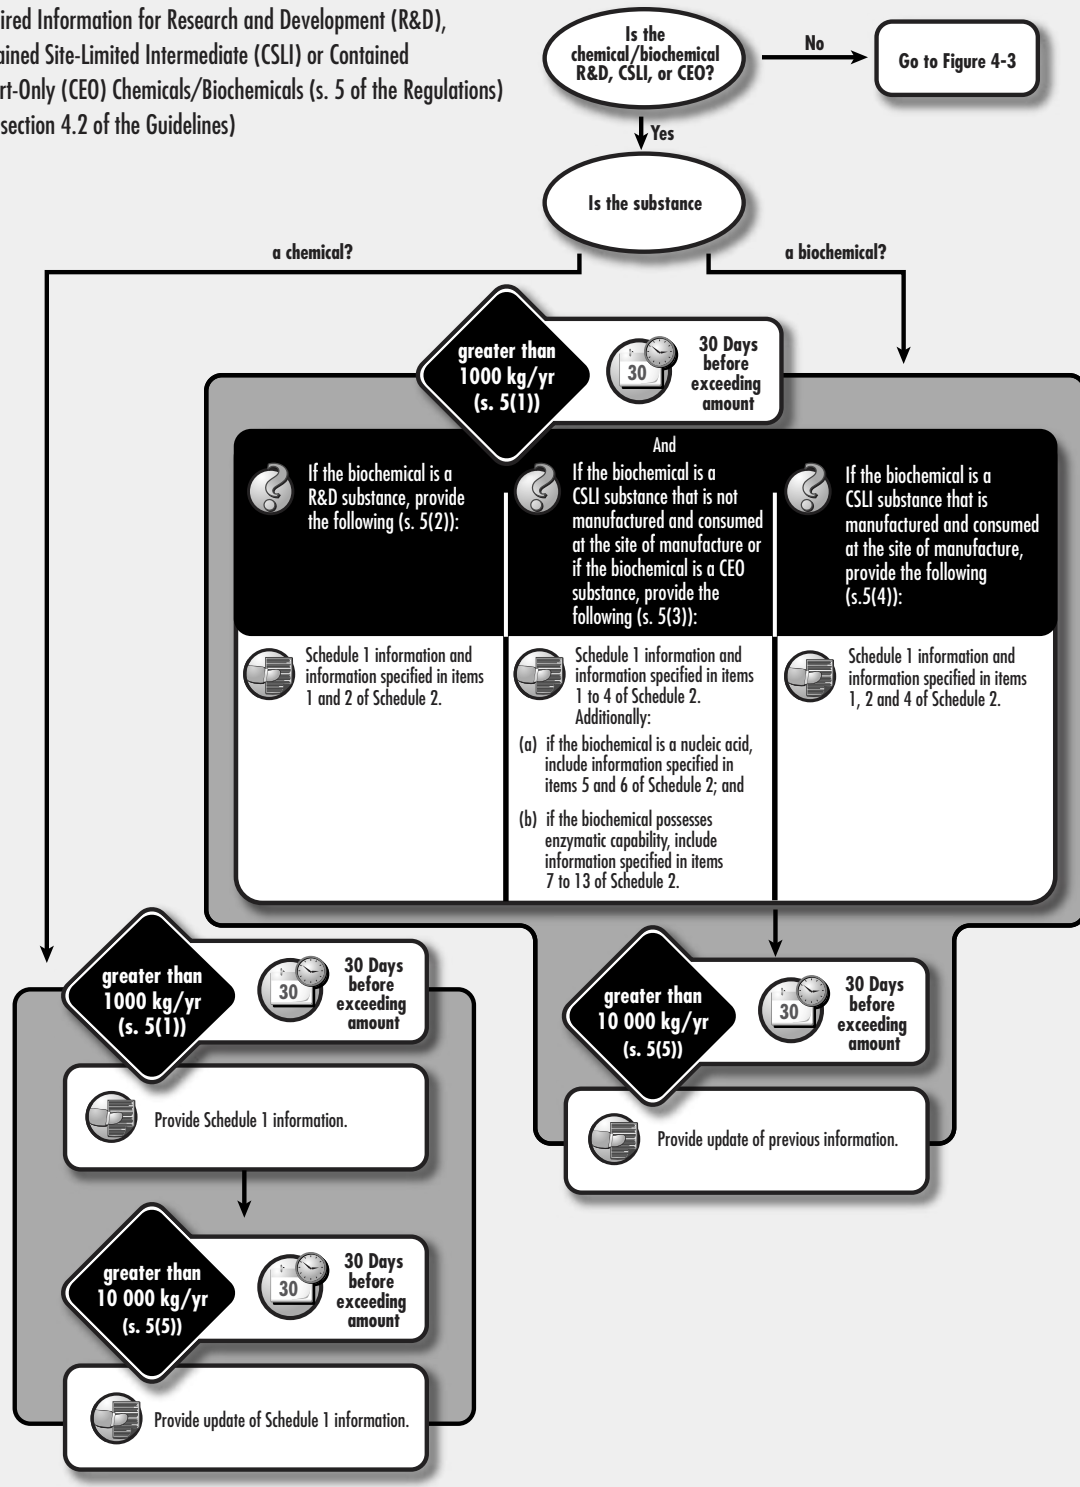 ired Information for Research and Development (R&D),
ained Site-Limited Intermediate (CSLI) or Contained
rt-Only (CEO) Chemicals/Biochemicals (s. 5 of the Regulations)
section 4.2 of the Guidelines)
Is the
chemical/biochemical
R&D, CSLI, or CEO?
No
Go to Figure 4-3
Yes
Is the substance
a chemical?
a biochemical?
greater than
1000 kg/yr
(s. 5(1))
30
30 Days
before
exceeding
amount
And
If the biochemical is a
R&D substance, provide
the following (s. 5(2)):
If the biochemical is a
CSLI substance that is not
manufactured and consumed
at the site of manufacture or
if the biochemical is a CEO
substance, provide the
following (s. 5(3)):
If the biochemical is a
CSLI substance that is
manufactured and consumed
at the site of manufacture,
provide the following
(s.5(4)):
Schedule 1 information and
information specified in items
1 and 2 of Schedule 2.
Schedule 1 information and
information specified in items
1 to 4 of Schedule 2.
Additionally:
(a) if the biochemical is a nucleic acid,
include information specified in
items 5 and 6 of Schedule 2; and
(b) if the biochemical possesses
enzymatic capability, include
information specified in items
7 to 13 of Schedule 2.
Schedule 1 information and
information specified in items
1, 2 and 4 of Schedule 2.
greater than
1000 kg/yr
(s. 5(1))
30
30 Days
before
exceeding
amount
Provide Schedule 1 information.
greater than
10 000 kg/yr
(s. 5(5))
30
30 Days
before
exceeding
amount
Provide update of Schedule 1 information.
greater than
10 000 kg/yr
(s. 5(5))
30
30 Days
before
exceeding
amount
Provide update of previous information.